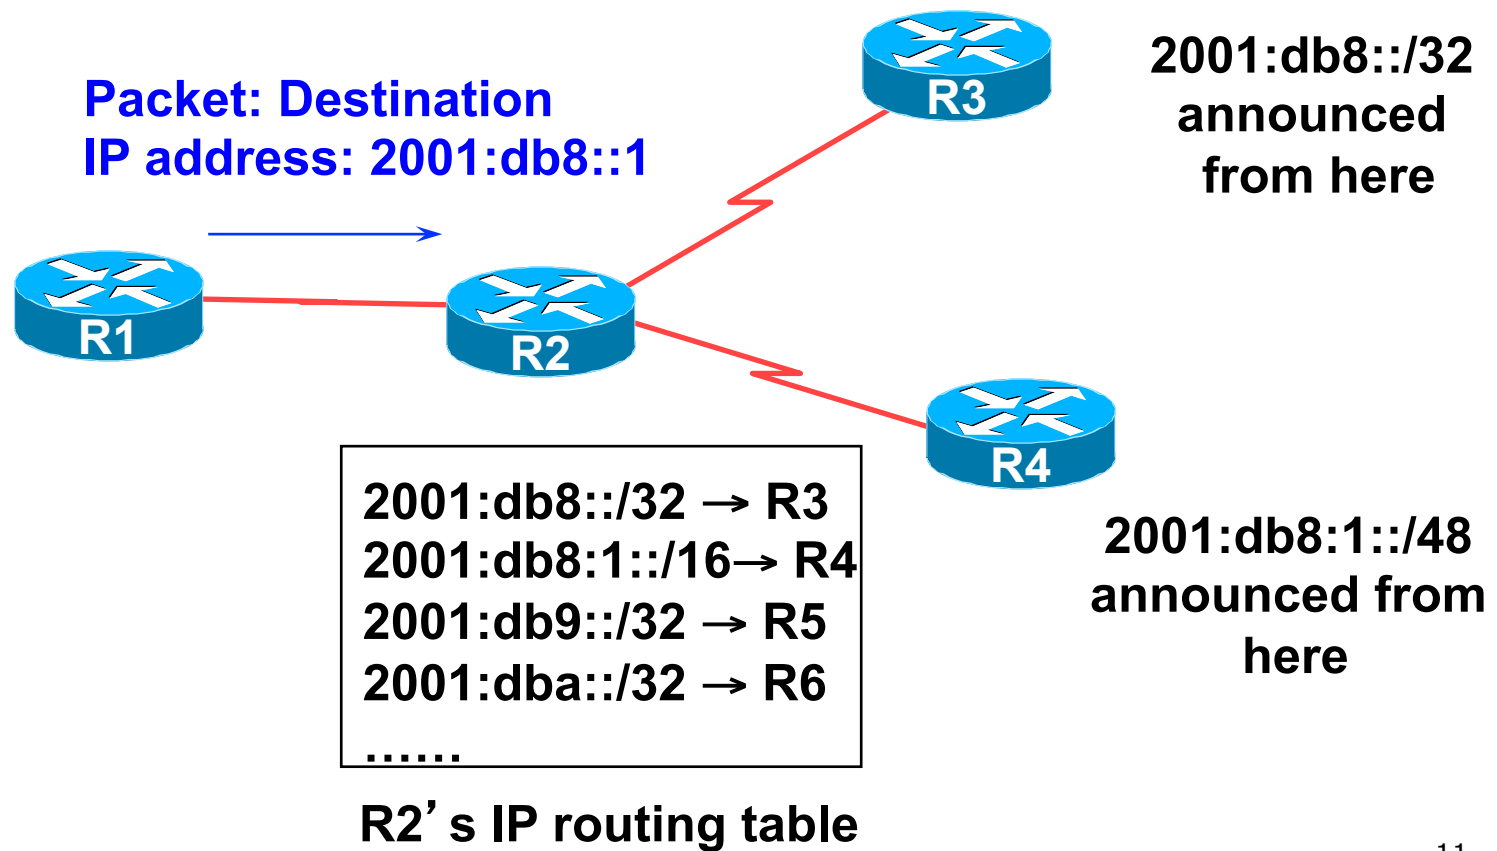 Packet: Destination
IP address: 2001:db8::1
R3
2001:db8::/32
announced
from here
R1
R2
R4
2001:db8:1::/48
announced from
here
2001:db8::/32 → R3
2001:db8:1::/16→ R4
2001:db9::/32 → R5
2001:dba::/32 → R6
……
R2’s IP routing table
11